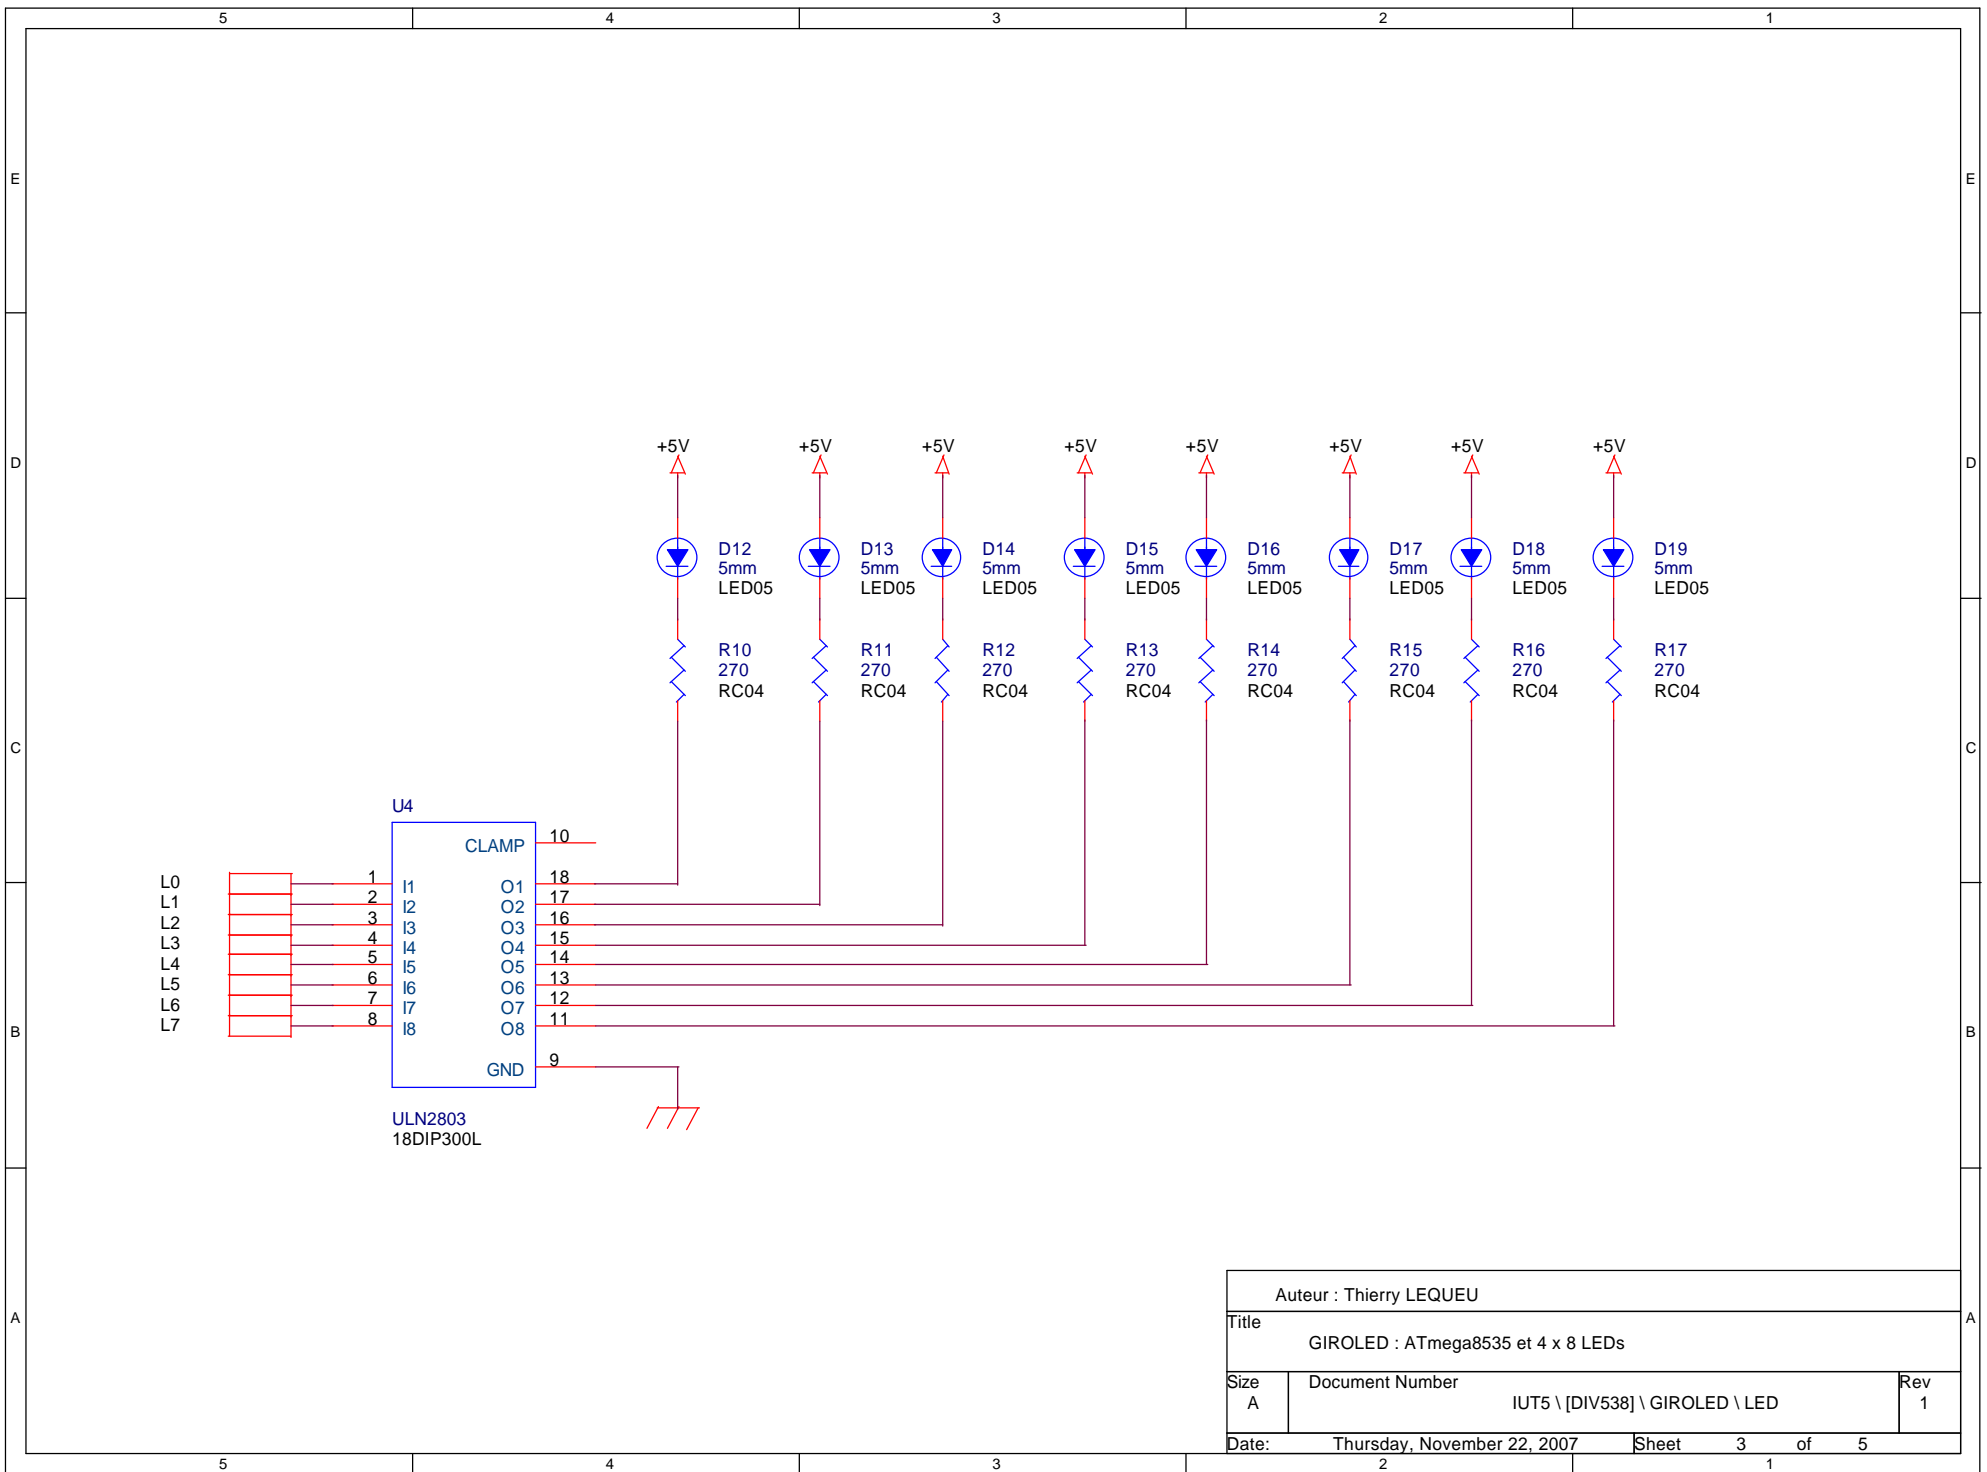 5 4 3 2 1
E E
+5V +5V +5V +5V +5V +5V +5V +5V
D D
D12 D13 D14 D15 D16 D17 D18 D19
5mm 5mm 5mm 5mm 5mm 5mm 5mm 5mm
LED05 LED05 LED05 LED05 LED05 LED05 LED05 LED05
R10 R11 R12 R13 R14 R15 R16 R17
270 270 270 270 270 270 270 270
RC04 RC04 RC04 RC04 RC04 RC04 RC04 RC04
C C
U4
CLAMP 10
L0 1 I1 O1 18
L1 2 I2 O2 17
L2 3 I3 O3 16
L3 4 I4 O4 15
L4 5 I5 O5 14
L5 6 I6 O6 13
L6 7 I7 O7 12
L7 8 I8 O8 11
B B
GND 9
ULN2803
18DIP300L
A A
Auteur : Thierry LEQUEU
Title
GIROLED : ATmega8535 et 4 x 8 LEDs
Size Document Number Rev
A IUT5 \ [DIV538] \ GIROLED \ LED 1
Date: Thursday, November 22, 2007 Sheet 3 of 5
5 4 3 2 1